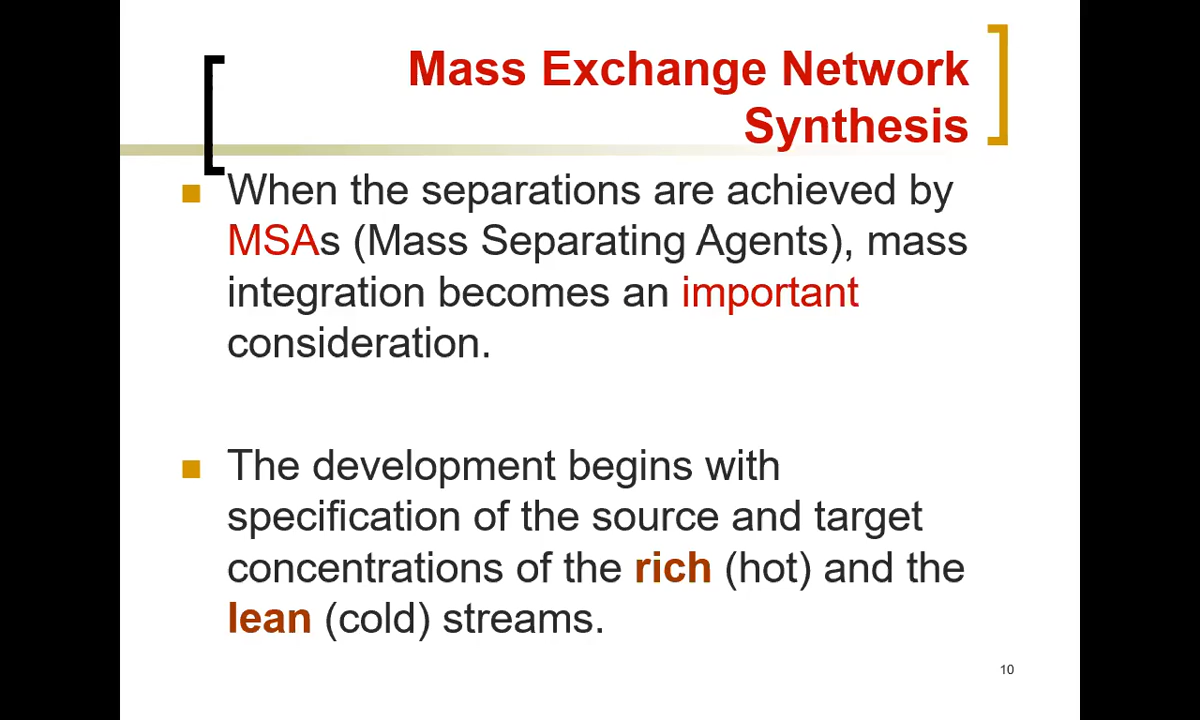 Mass Exchange Network
Synthesis
When the separations are achieved by
MSAs (Mass Separating Agents), mass
integration becomes an important
consideration.
The development begins with
specification of the source and target
concentrations of the rich (hot) and the
lean (cold) streams.
10